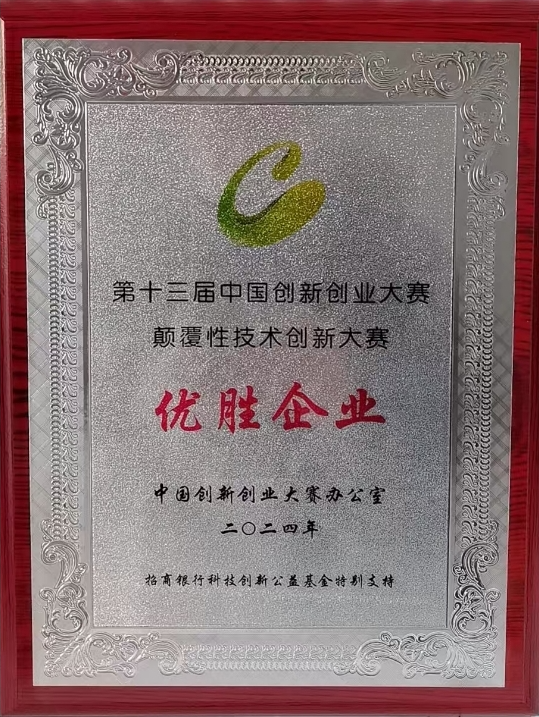 第十三届中国创新创业大赛
颠覆性技术创新大赛
优胜企业
中国创新创业大赛办公室
二〇二四年
招商银行科技创新公益基金特别支持